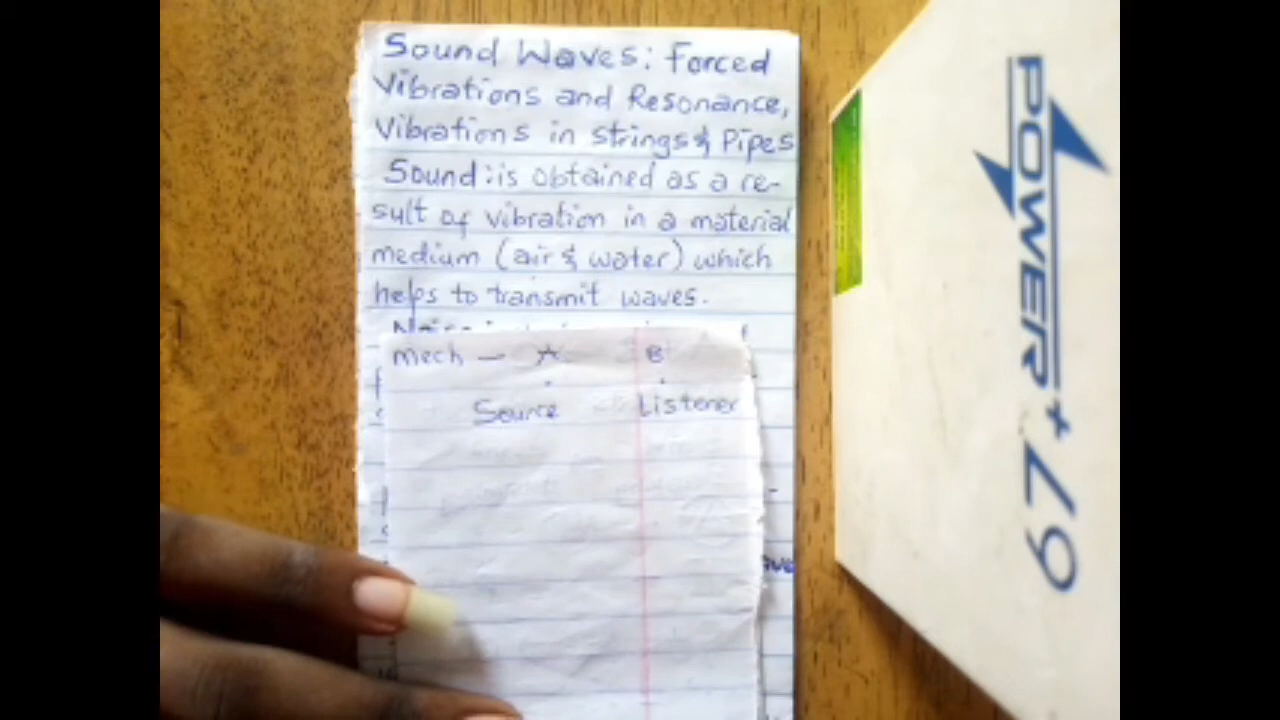 Sound Waves: Forced
Vibrations and Resonance,
Vibrations in strings & Pipes
Sound: is obtained as a re-
sult of vibration in a material
medium (air & water) which
helps to transmit waves.
mech — A B
Source Listener
POWER+ L9